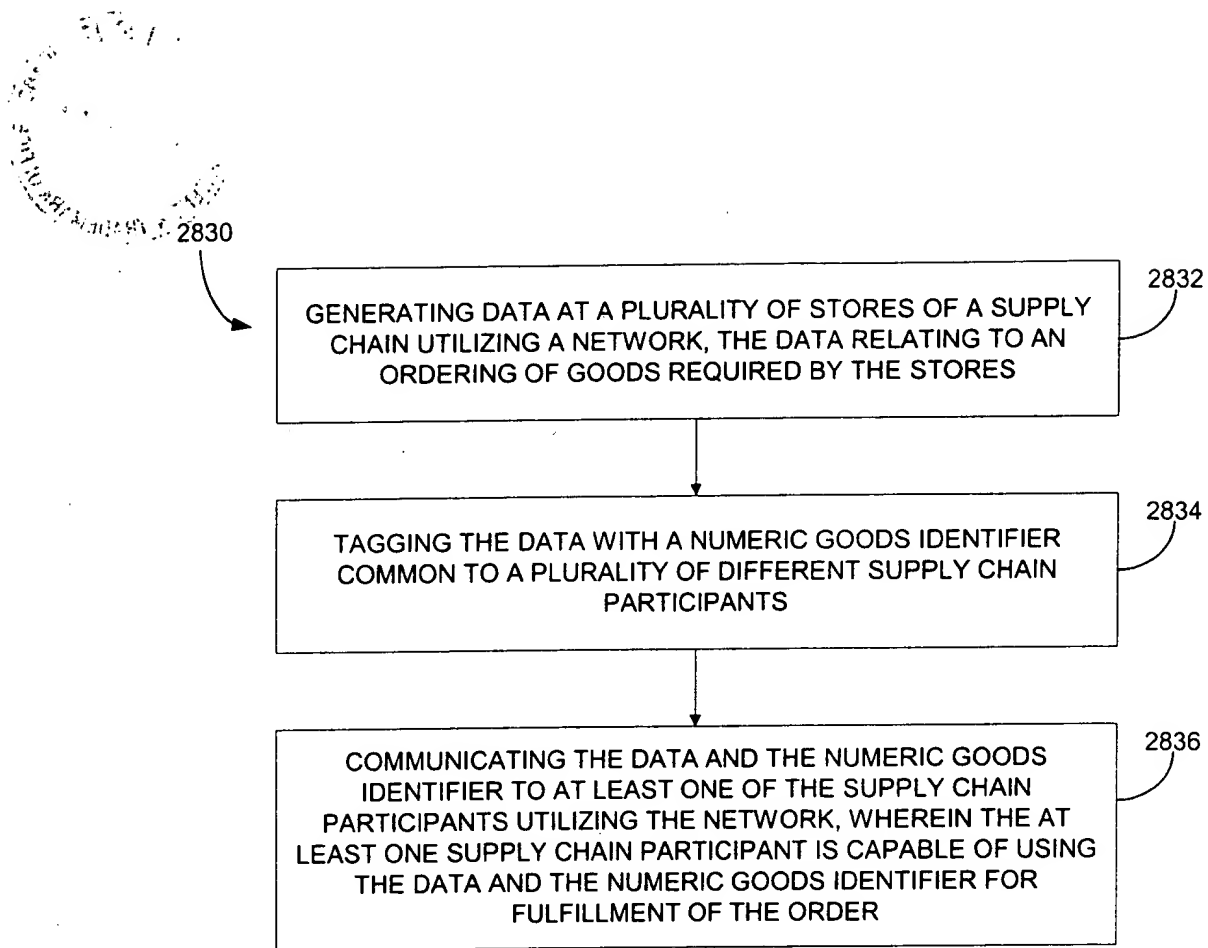 2830
GENERATING DATA AT A PLURALITY OF STORES OF A SUPPLY
CHAIN UTILIZING A NETWORK, THE DATA RELATING TO AN
ORDERING OF GOODS REQUIRED BY THE STORES
2832
TAGGING THE DATA WITH A NUMERIC GOODS IDENTIFIER
COMMON TO A PLURALITY OF DIFFERENT SUPPLY CHAIN
PARTICIPANTS
2834
COMMUNICATING THE DATA AND THE NUMERIC GOODS
IDENTIFIER TO AT LEAST ONE OF THE SUPPLY CHAIN
PARTICIPANTS UTILIZING THE NETWORK, WHEREIN THE AT
LEAST ONE SUPPLY CHAIN PARTICIPANT IS CAPABLE OF USING
THE DATA AND THE NUMERIC GOODS IDENTIFIER FOR
FULFILLMENT OF THE ORDER
2836